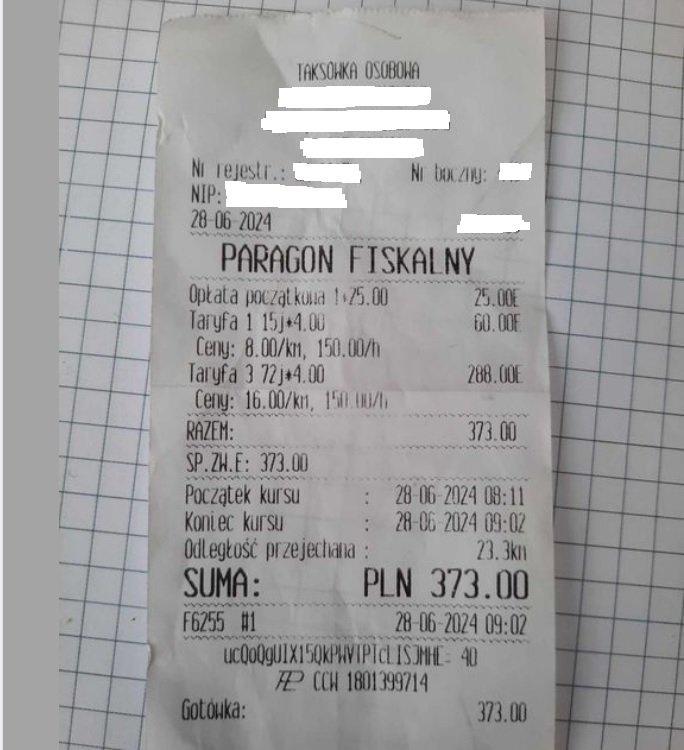 TAKSÓWKA OSOBOWA
Nr rejestr.: Nr boczny:
NIP:
28-06-2024
PARAGON FISKALNY
Opłata początkowa 1*25.00 25.00E
Taryfa 1 15j*4.00 60.00E
Ceny: 8.00/km, 150.00/h
Taryfa 3 72j*4.00 288.00E
Ceny: 16.00/km, 150.00/h
RAZEM: 373.00
SP.ZW.E: 373.00
Początek kursu : 28-06-2024 08:11
Koniec kursu : 28-06-2024 09:02
Odległość przejechana : 23.3km
SUMA: PLN 373.00
F6255 #1 28-06-2024 09:02
40
CCW 1801399714
Gotówka: 373.00